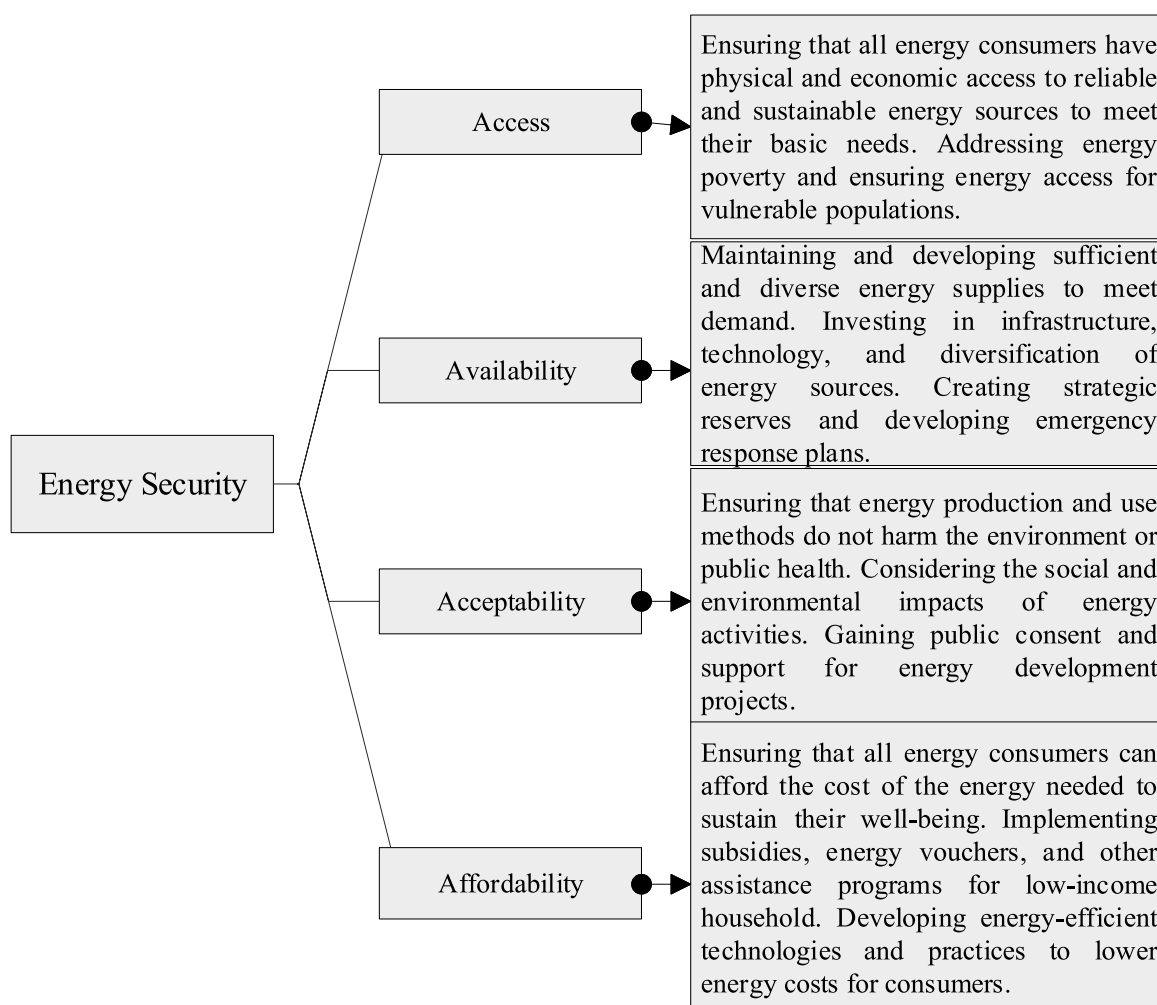 Energy Security
Access
Ensuring that all energy consumers have
physical and economic access to reliable
and sustainable energy sources to meet
their basic needs. Addressing energy
poverty and ensuring energy access for
vulnerable populations.
Availability
Maintaining and developing sufficient
and diverse energy supplies to meet
demand. Investing in infrastructure,
technology, and diversification of
energy sources. Creating strategic
reserves and developing emergency
response plans.
Acceptability
Ensuring that energy production and use
methods do not harm the environment or
public health. Considering the social and
environmental impacts of energy
activities. Gaining public consent and
support for energy development
projects.
Affordability
Ensuring that all energy consumers can
afford the cost of the energy needed to
sustain their well-being. Implementing
subsidies, energy vouchers, and other
assistance programs for low-income
household. Developing energy-efficient
technologies and practices to lower
energy costs for consumers.